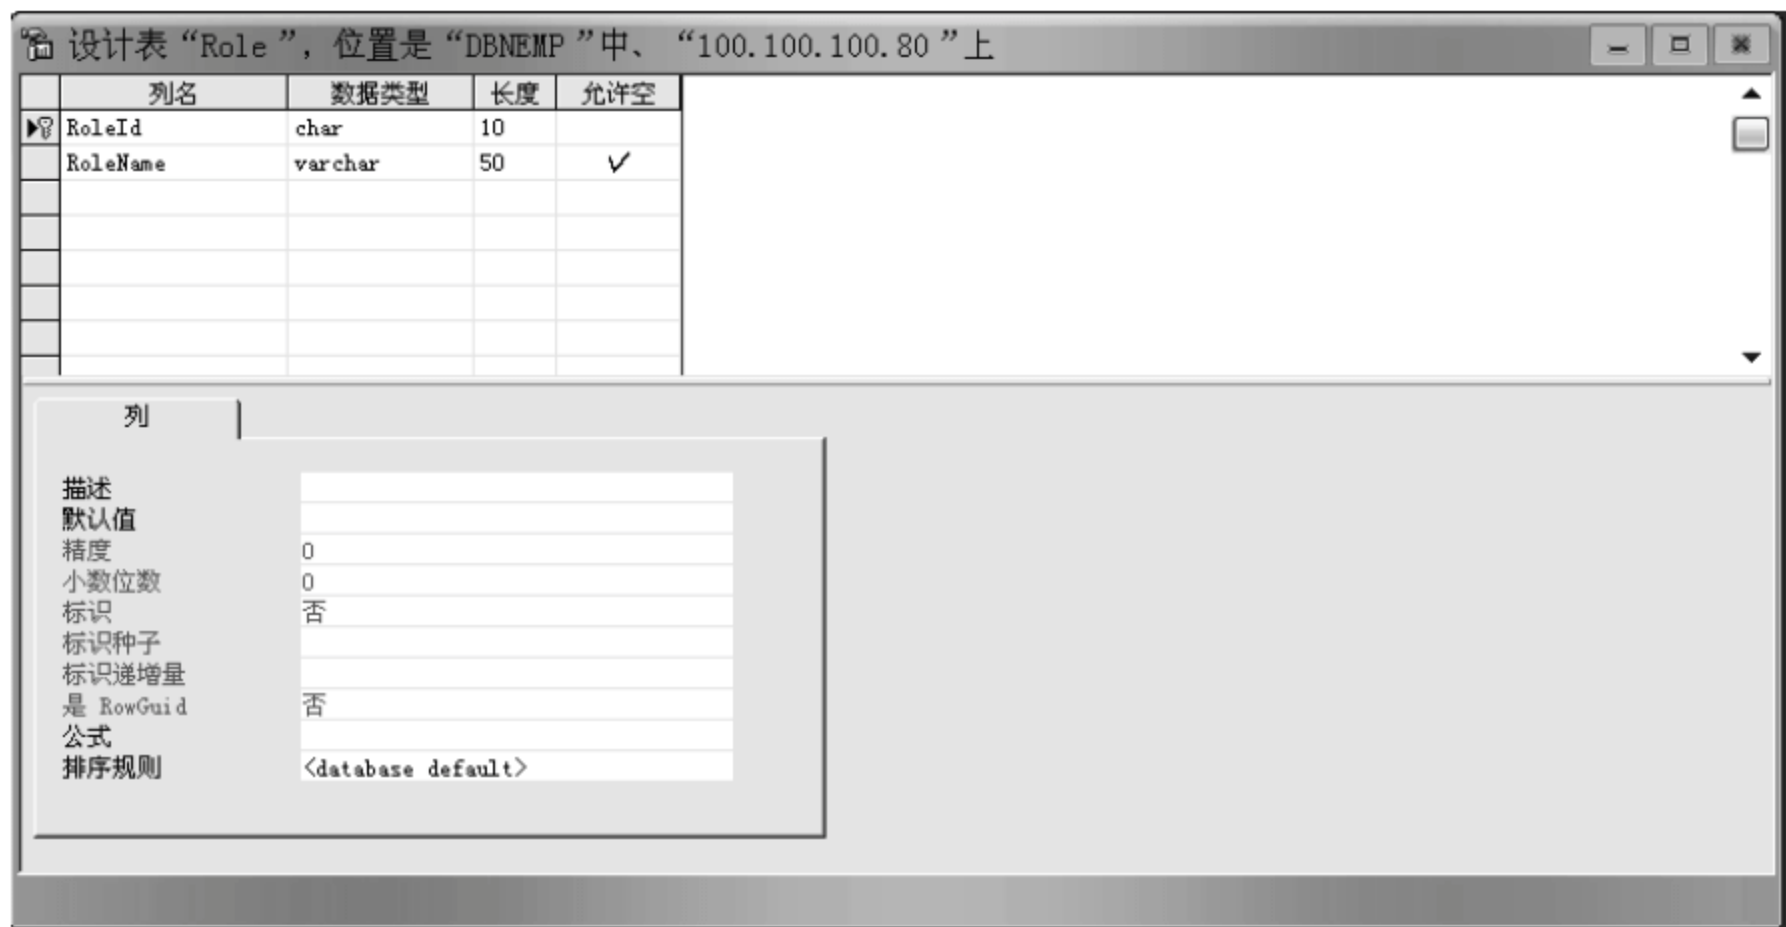 设计表“Role”，位置是“DBNEMP”中、“100.100.100.80”上
列名 数据类型 长度 允许空
RoleId char 10
RoleName varchar 50 ✓
列
描述
默认值
精度 0
小数位数 0
标识 否
标识种子
标识递增量
是 RowGuid 否
公式
排序规则 <database default>